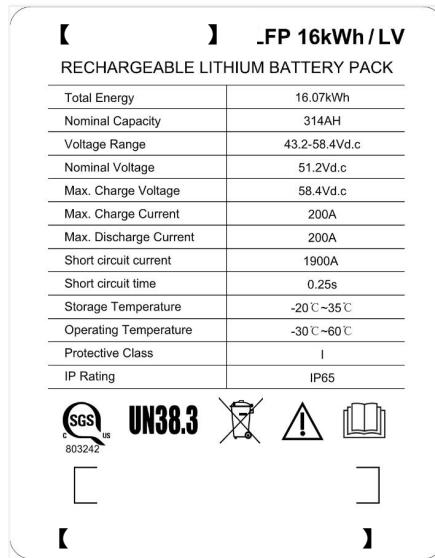 【 】 LFP 16kWh / LV
RECHARGEABLE LITHIUM BATTERY PACK
Total Energy 16.07kWh
Nominal Capacity 314AH
Voltage Range 43.2-58.4Vd.c
Nominal Voltage 51.2Vd.c
Max. Charge Voltage 58.4Vd.c
Max. Charge Current 200A
Max. Discharge Current 200A
Short circuit current 1900A
Short circuit time 0.25s
Storage Temperature -20℃~35℃
Operating Temperature -30℃~60℃
Protective Class I
IP Rating IP65
SGS UN38.3
C US
803242
【 】